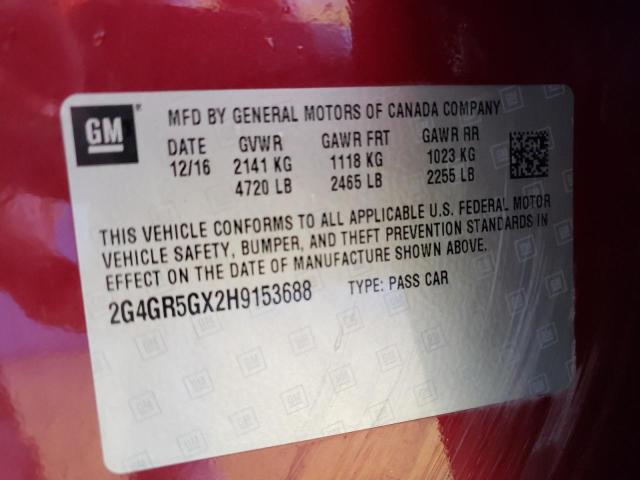 GM
MFD BY GENERAL MOTORS OF CANADA COMPANY
DATE GVWR GAWR FRT GAWR RR
12/16 2141 KG 1118 KG 1023 KG
4720 LB 2465 LB 2255 LB
THIS VEHICLE CONFORMS TO ALL APPLICABLE U.S. FEDERAL MOTOR
VEHICLE SAFETY, BUMPER, AND THEFT PREVENTION STANDARDS IN
EFFECT ON THE DATE OF MANUFACTURE SHOWN ABOVE.
2G4GR5GX2H9153688 TYPE: PASS CAR